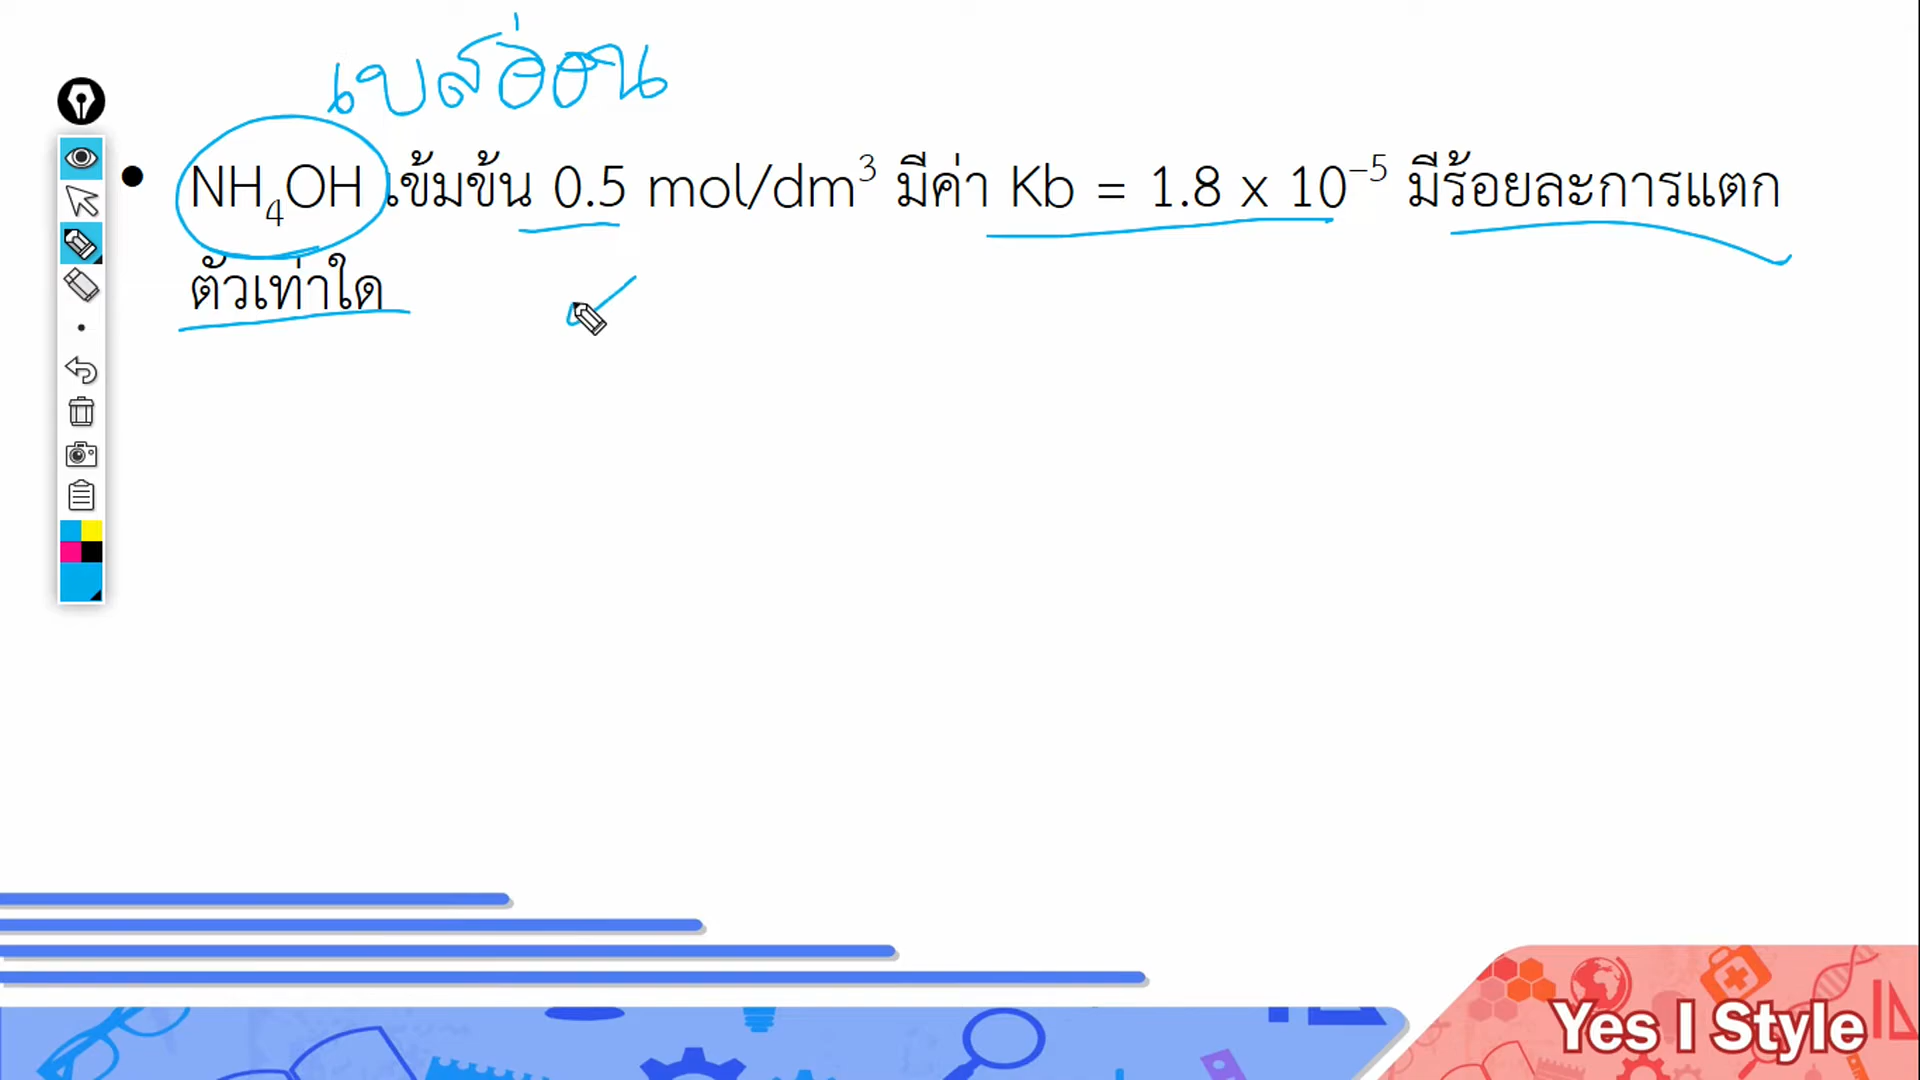 เบสอ่อน
• NH₄OH เข้มข้น 0.5 mol/dm³ มีค่า Kb = 1.8 x 10⁻⁵ มีร้อยละการแตก
ตัวเท่าใด
Yes I Style